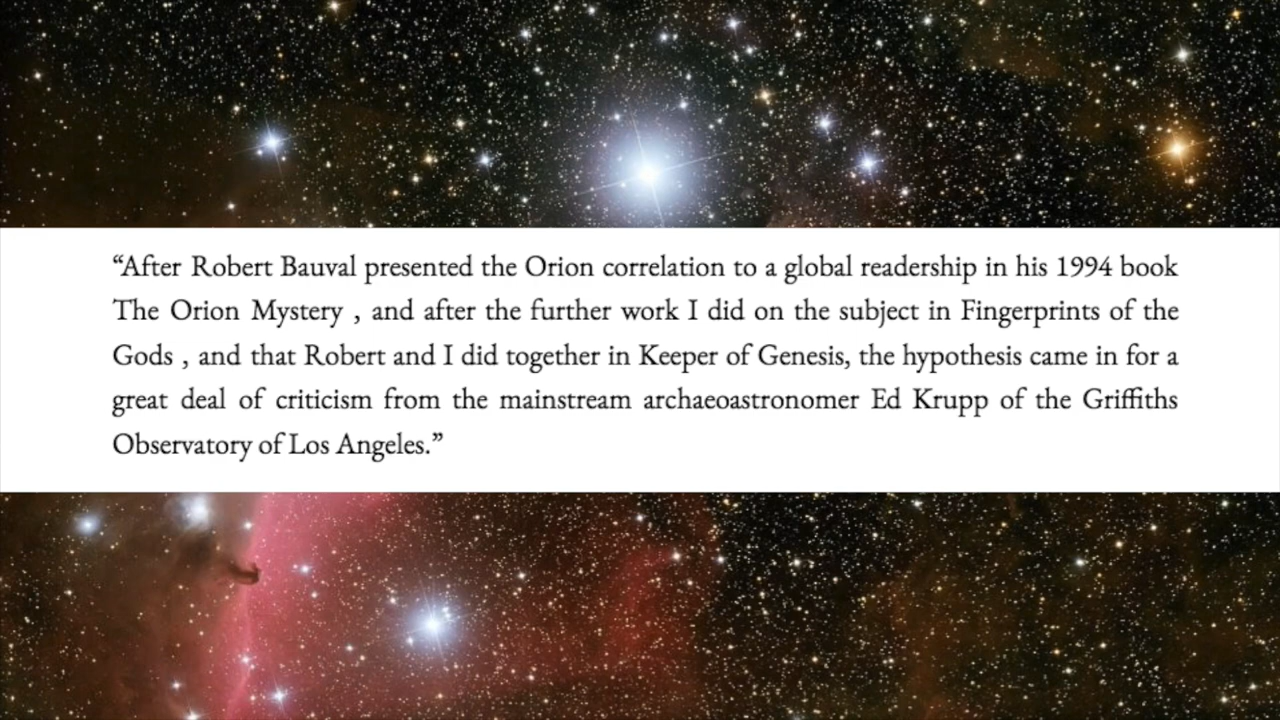 “After Robert Bauval presented the Orion correlation to a global readership in his 1994 book
The Orion Mystery , and after the further work I did on the subject in Fingerprints of the
Gods , and that Robert and I did together in Keeper of Genesis, the hypothesis came in for a
great deal of criticism from the mainstream archaeoastronomer Ed Krupp of the Griffiths
Observatory of Los Angeles.”